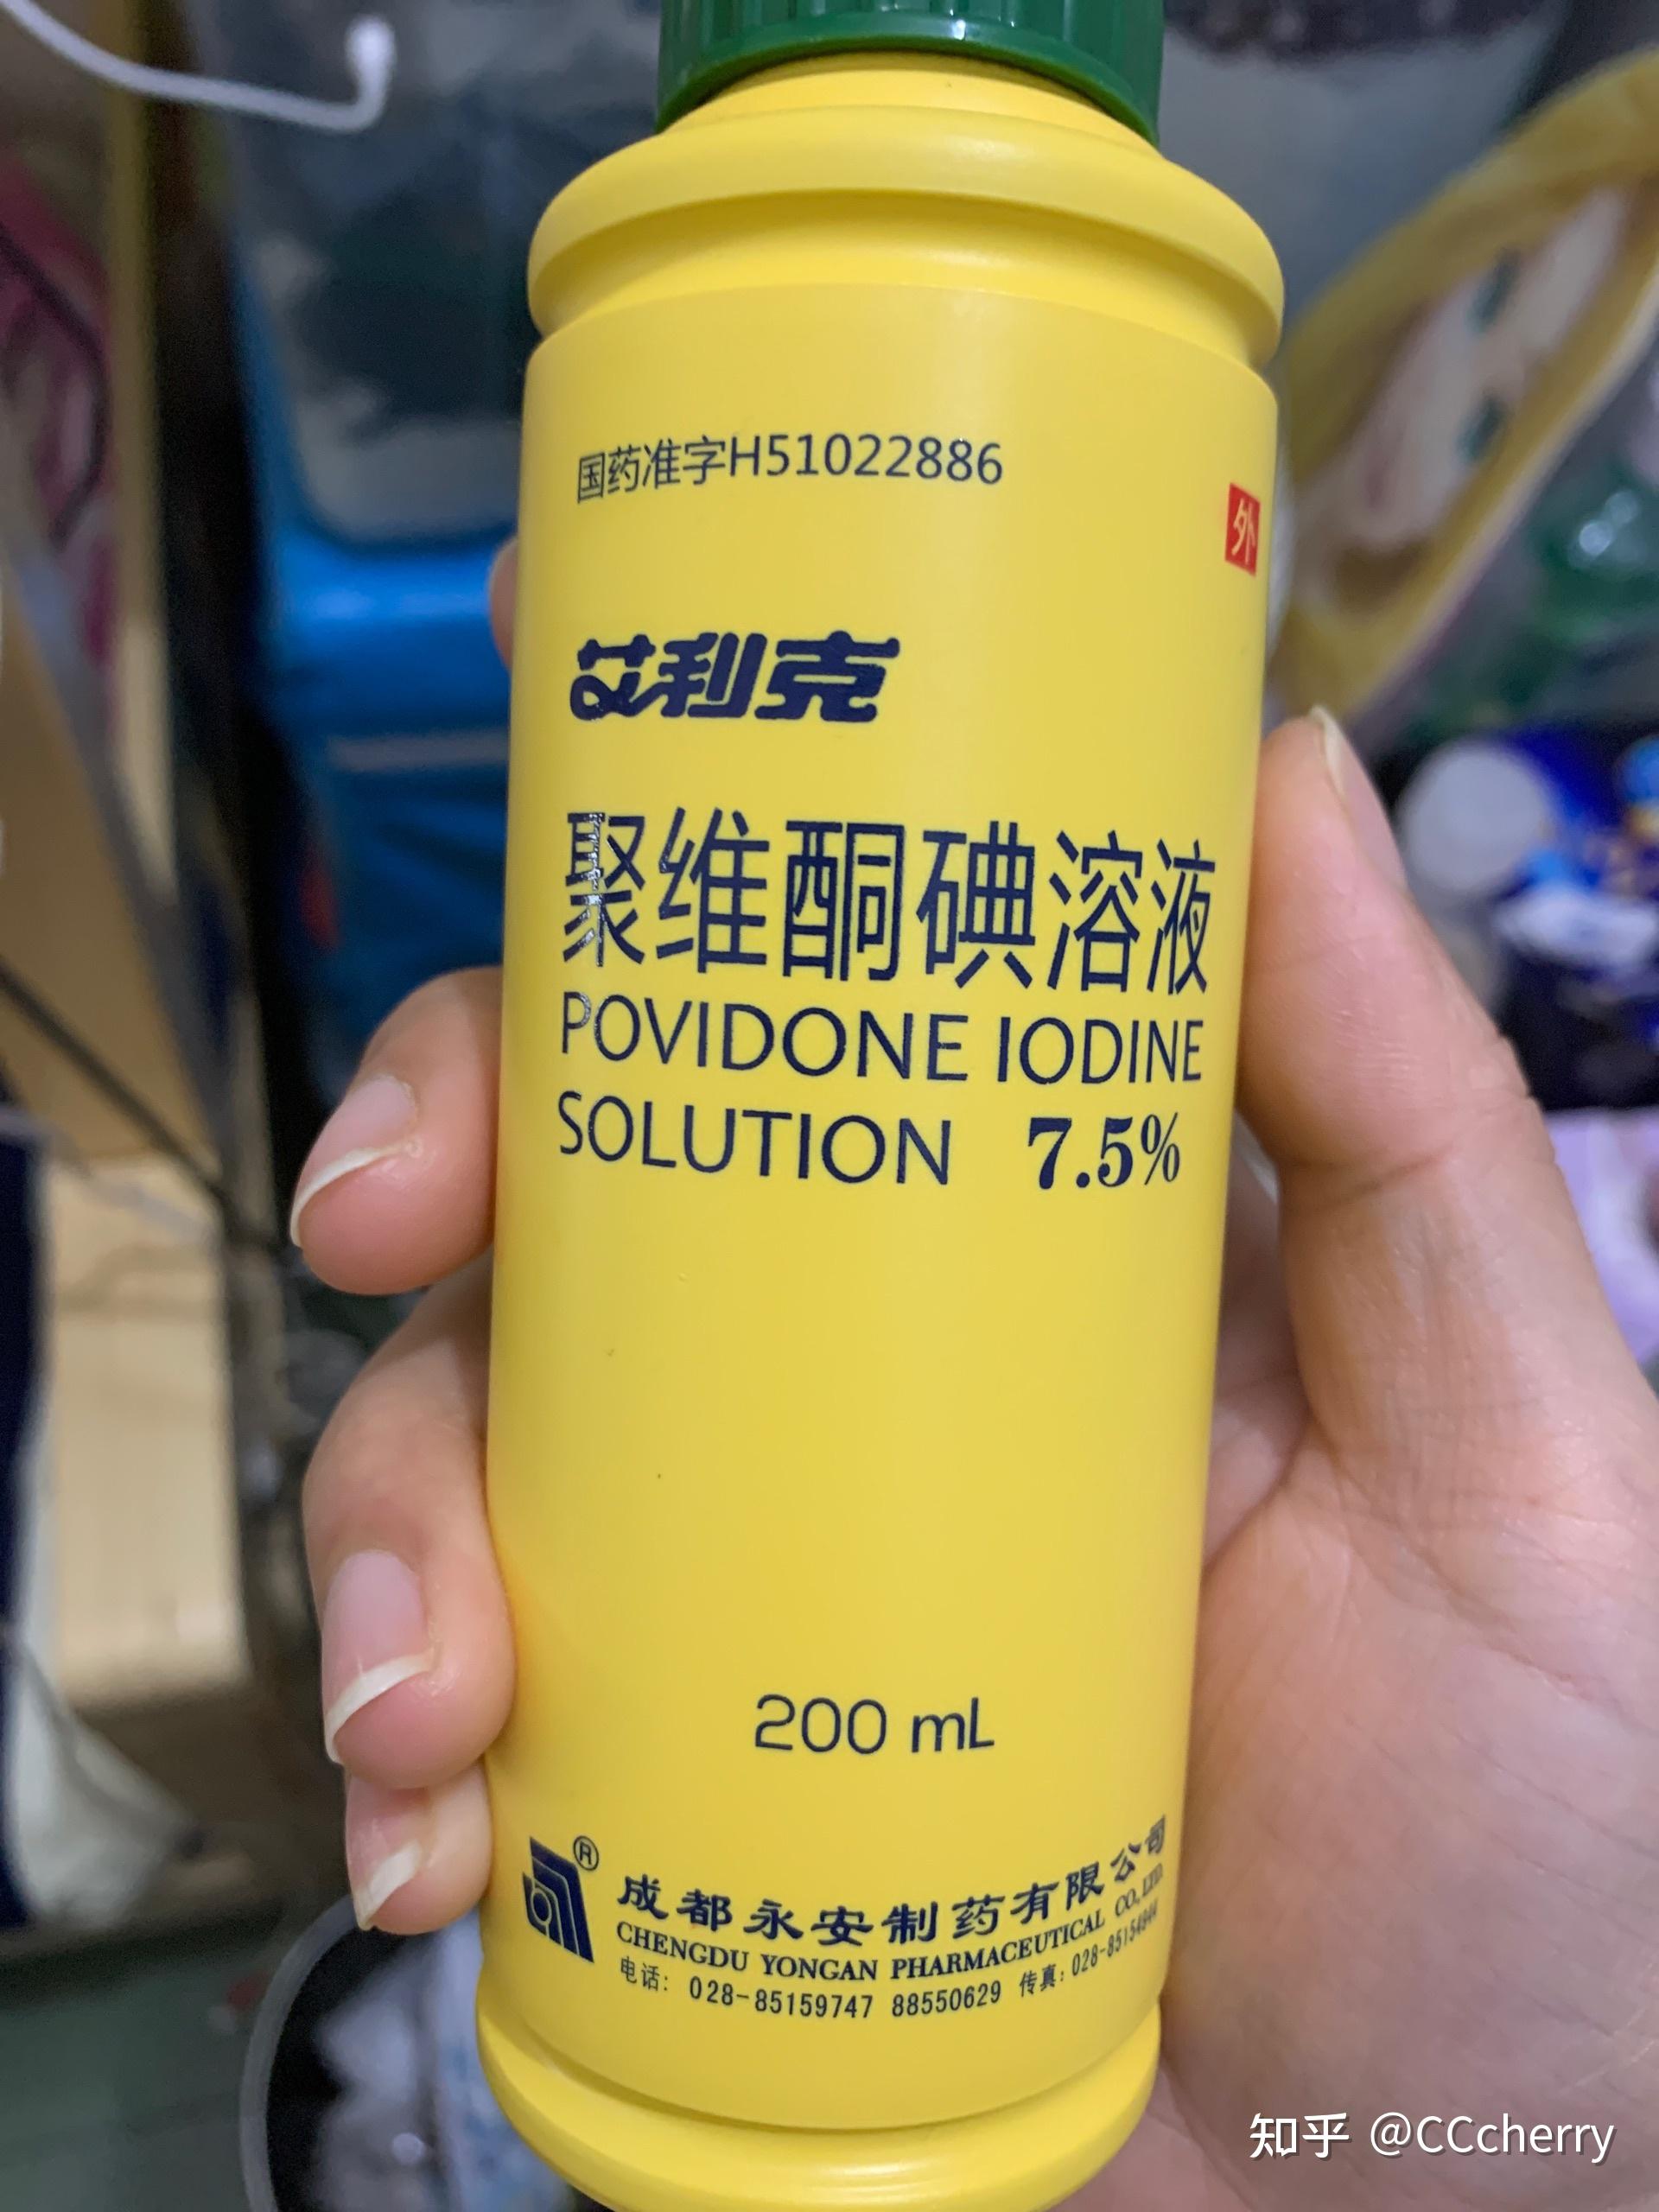 国药准字H51022886
外
艾利克
聚维酮碘溶液
POVIDONE IODINE
SOLUTION 7.5%
200 mL
®
成都永安制药有限公司
CHENGDU YONGAN PHARMACEUTICAL CO.,LTD.
电话: 028-85159747 88550629 传真: 028-85154944
知乎 @CCcherry